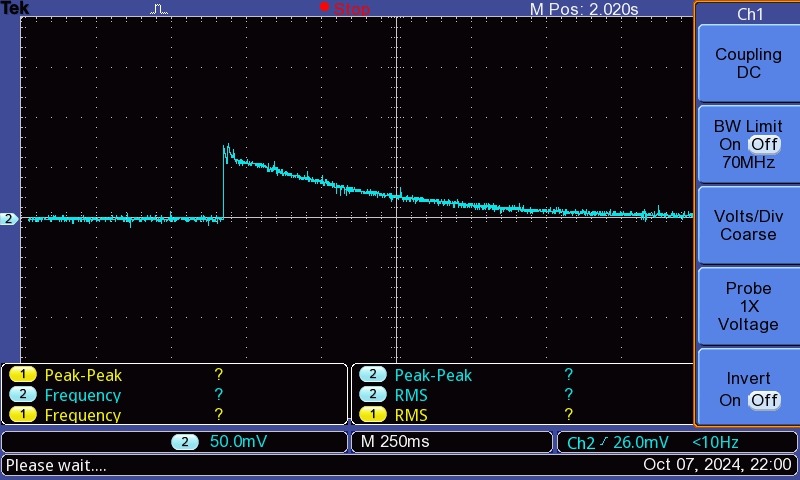 Tek Stop M Pos: 2.020s
Ch1
Coupling
DC
BW Limit
On Off
70MHz
Volts/Div
Coarse
Probe
1X
Voltage
Invert
On Off
2
1 Peak-Peak ?
2 Frequency ?
1 Frequency ?
2 Peak-Peak ?
2 RMS ?
1 RMS ?
2 50.0mV M 250ms Ch2 26.0mV <10Hz
Please wait.... Oct 07, 2024, 22:00